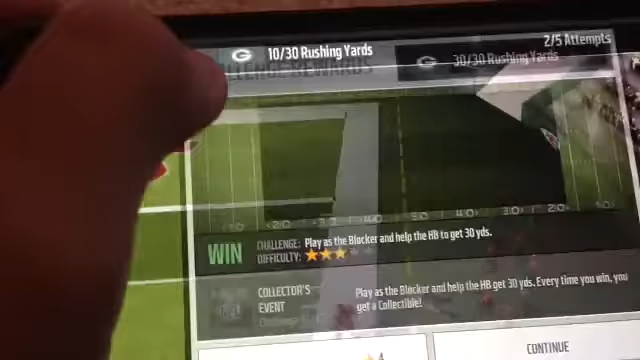 10/30 Rushing Yards
2/5 Attempts
30/30 Rushing Yards
REWARDS
WIN
CHALLENGE: Play as the Blocker and help the HB to get 30 yds.
DIFFICULTY:
COLLECTOR'S EVENT
Play as the Blocker and help the HB get 30 yds. Every time you win, you
get a Collectible!
4
CONTINUE